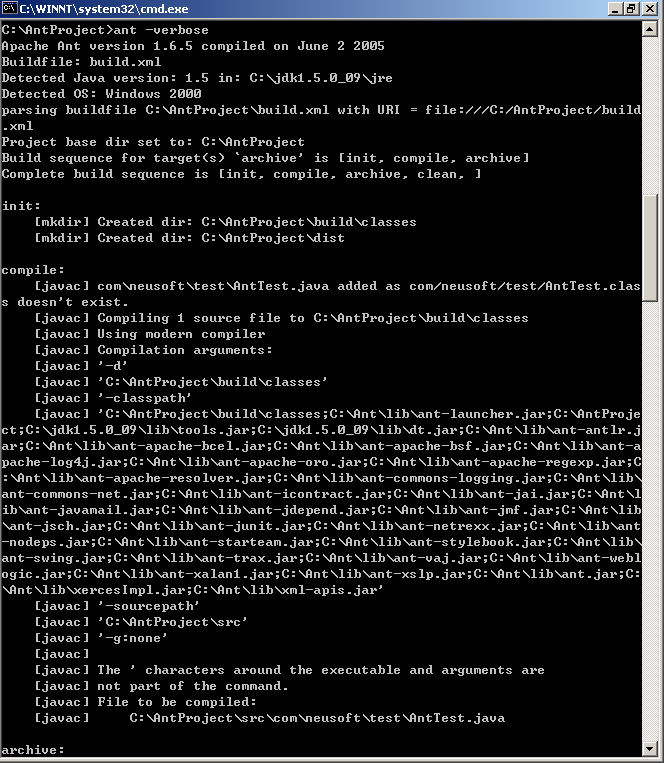 C:\WINNT\system32\cmd.exe
C:\AntProject>ant -verbose
Apache Ant version 1.6.5 compiled on June 2 2005
Buildfile: build.xml
Detected Java version: 1.5 in: C:\jdk1.5.0_09\jre
Detected OS: Windows 2000
parsing buildfile C:\AntProject\build.xml with URI = file:///C:/AntProject/build
.xml
Project base dir set to: C:\AntProject
Build sequence for target(s) `archive' is [init, compile, archive]
Complete build sequence is [init, compile, archive, clean, ]
init:
    [mkdir] Created dir: C:\AntProject\build\classes
    [mkdir] Created dir: C:\AntProject\dist
compile:
    [javac] com\neusoft\test\AntTest.java added as com/neusoft/test/AntTest.clas
s doesn't exist.
    [javac] Compiling 1 source file to C:\AntProject\build\classes
    [javac] Using modern compiler
    [javac] Compilation arguments:
    [javac] '-d'
    [javac] 'C:\AntProject\build\classes'
    [javac] '-classpath'
    [javac] 'C:\AntProject\build\classes;C:\Ant\lib\ant-launcher.jar;C:\AntProje
ct;C:\jdk1.5.0_09\lib\tools.jar;C:\jdk1.5.0_09\lib\dt.jar;C:\Ant\lib\ant-antlr.j
ar;C:\Ant\lib\ant-apache-bcel.jar;C:\Ant\lib\ant-apache-bsf.jar;C:\Ant\lib\ant-a
pache-log4j.jar;C:\Ant\lib\ant-apache-oro.jar;C:\Ant\lib\ant-apache-regexp.jar;C
:\Ant\lib\ant-apache-resolver.jar;C:\Ant\lib\ant-commons-logging.jar;C:\Ant\lib\
ant-commons-net.jar;C:\Ant\lib\ant-icontract.jar;C:\Ant\lib\ant-jai.jar;C:\Ant\l
ib\ant-javamail.jar;C:\Ant\lib\ant-jdepend.jar;C:\Ant\lib\ant-jmf.jar;C:\Ant\lib
\ant-jsch.jar;C:\Ant\lib\ant-junit.jar;C:\Ant\lib\ant-netrexx.jar;C:\Ant\lib\ant
-nodeps.jar;C:\Ant\lib\ant-starteam.jar;C:\Ant\lib\ant-stylebook.jar;C:\Ant\lib\
ant-swing.jar;C:\Ant\lib\ant-trax.jar;C:\Ant\lib\ant-vaj.jar;C:\Ant\lib\ant-webl
ogic.jar;C:\Ant\lib\ant-xalan1.jar;C:\Ant\lib\ant-xslp.jar;C:\Ant\lib\ant.jar;C:
\Ant\lib\xercesImpl.jar;C:\Ant\lib\xml-apis.jar'
    [javac] '-sourcepath'
    [javac] 'C:\AntProject\src'
    [javac] '-g:none'
    [javac]
    [javac] The ' characters around the executable and arguments are
    [javac] not part of the command.
    [javac] File to be compiled:
    [javac]     C:\AntProject\src\com\neusoft\test\AntTest.java
archive: